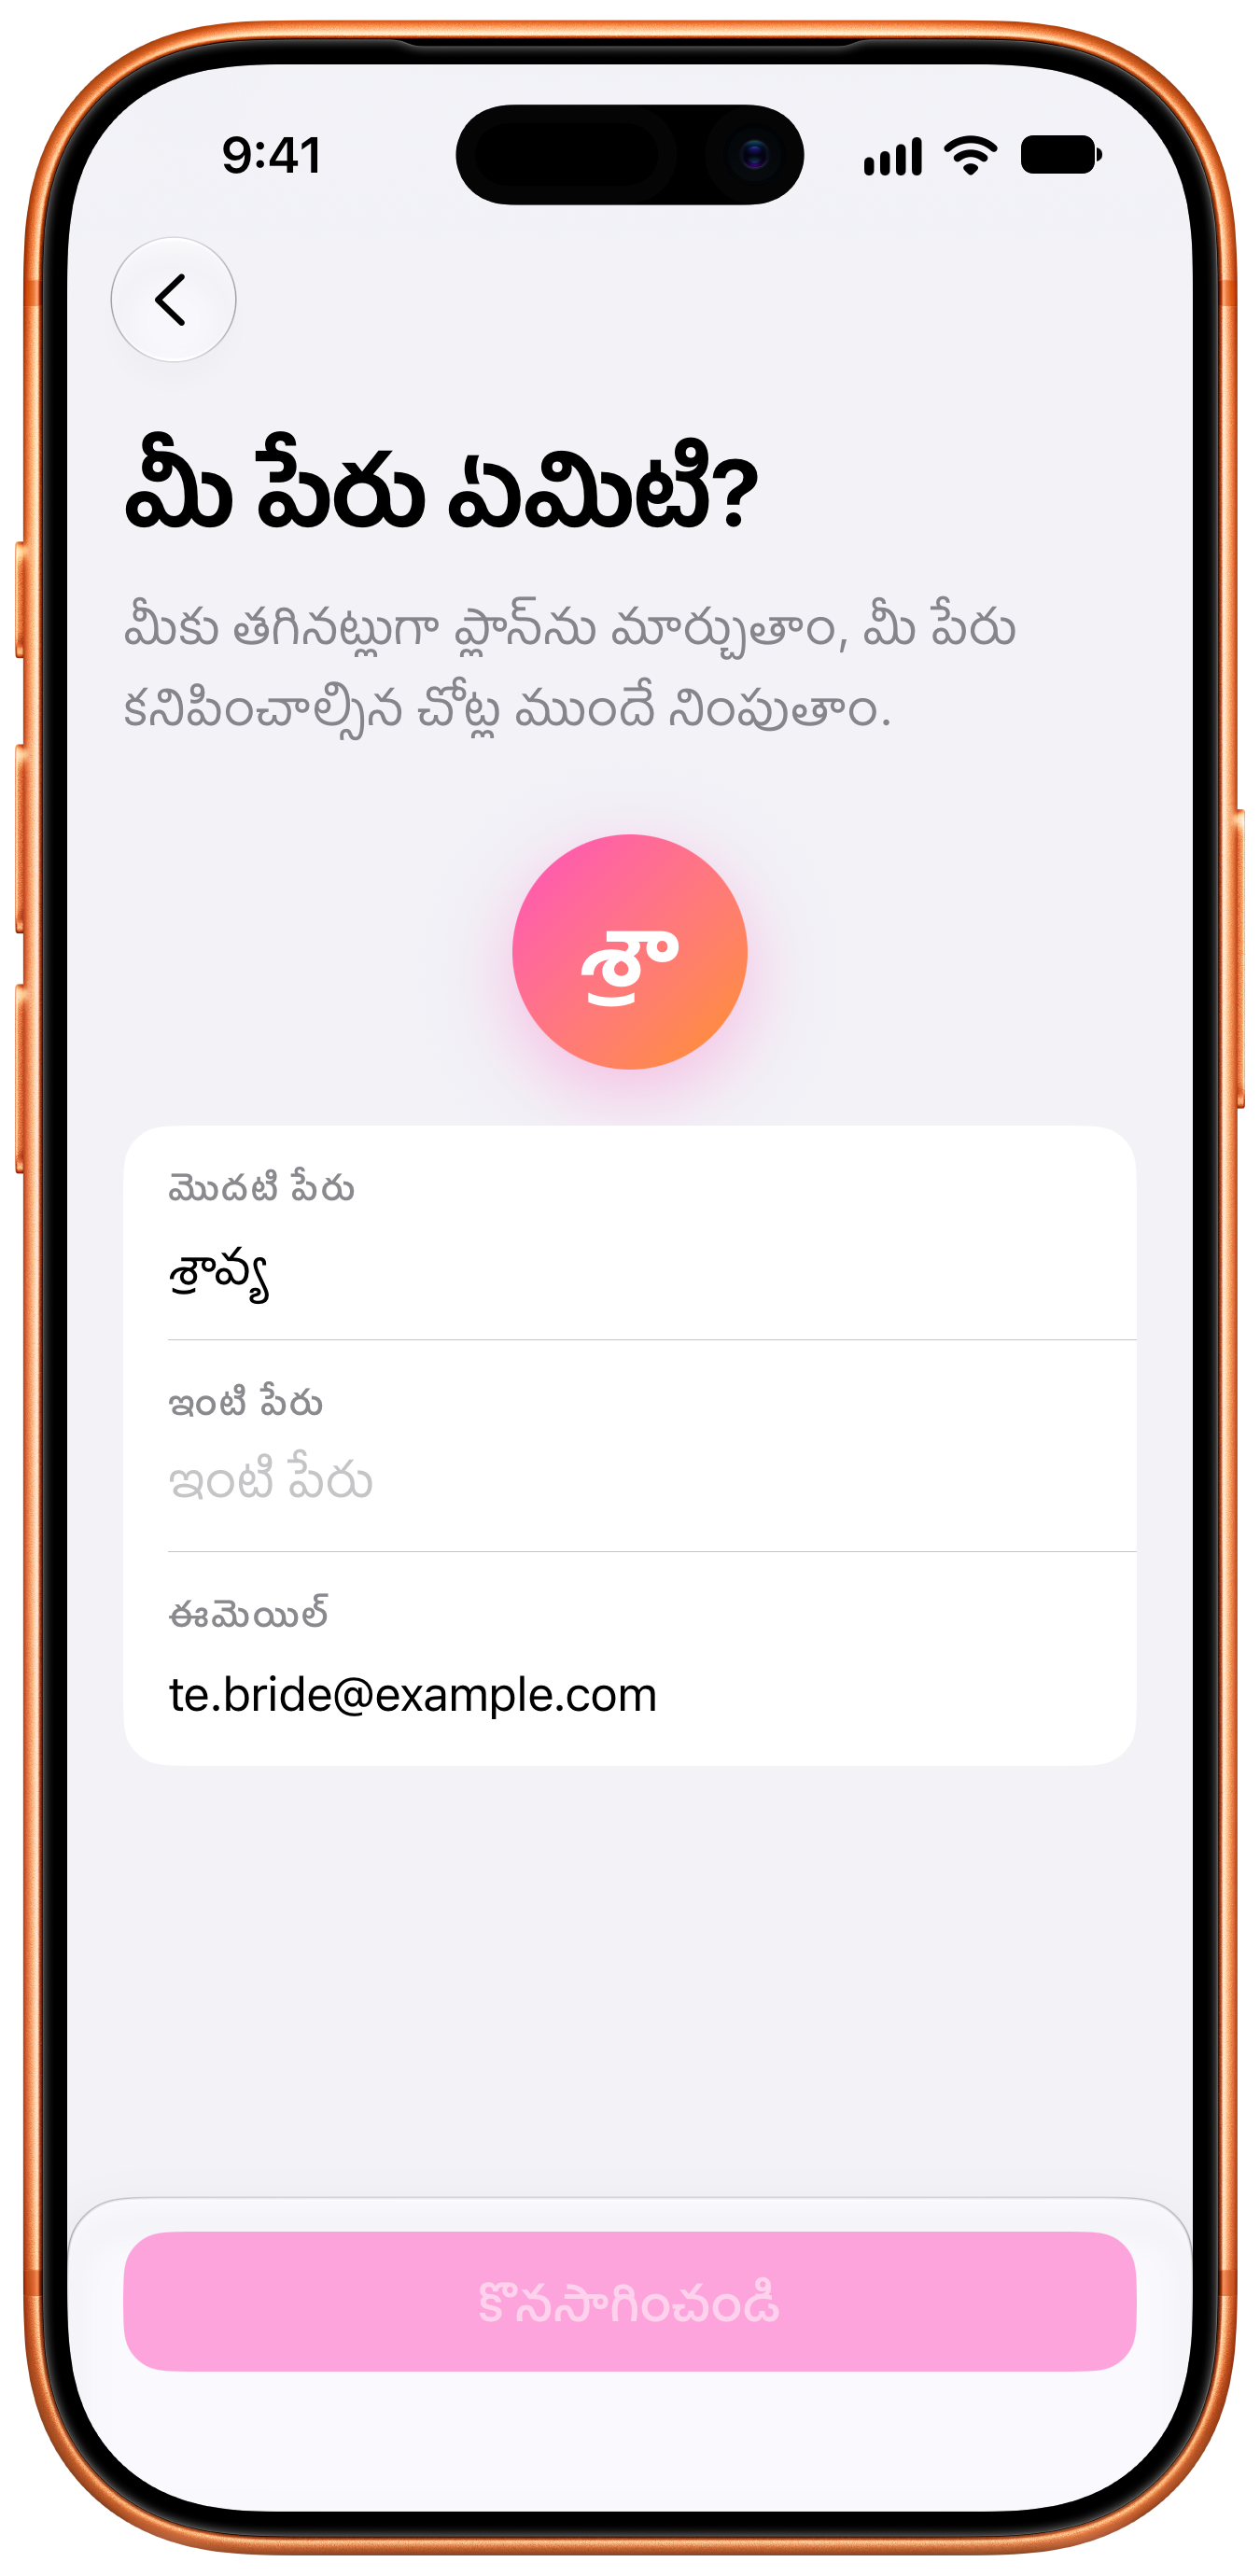 9:41
మీ పేరు ఏమిటి?
మీకు తగినట్లుగా ప్లాన్‌ను మార్చుతాం, మీ పేరు
కనిపించాల్సిన చోట్ల ముందే నింపుతాం.
శ్రా
మొదటి పేరు
శ్రావ్య
ఇంటి పేరు
ఇంటి పేరు
ఈమెయిల్
te.bride@example.com
కొనసాగించండి